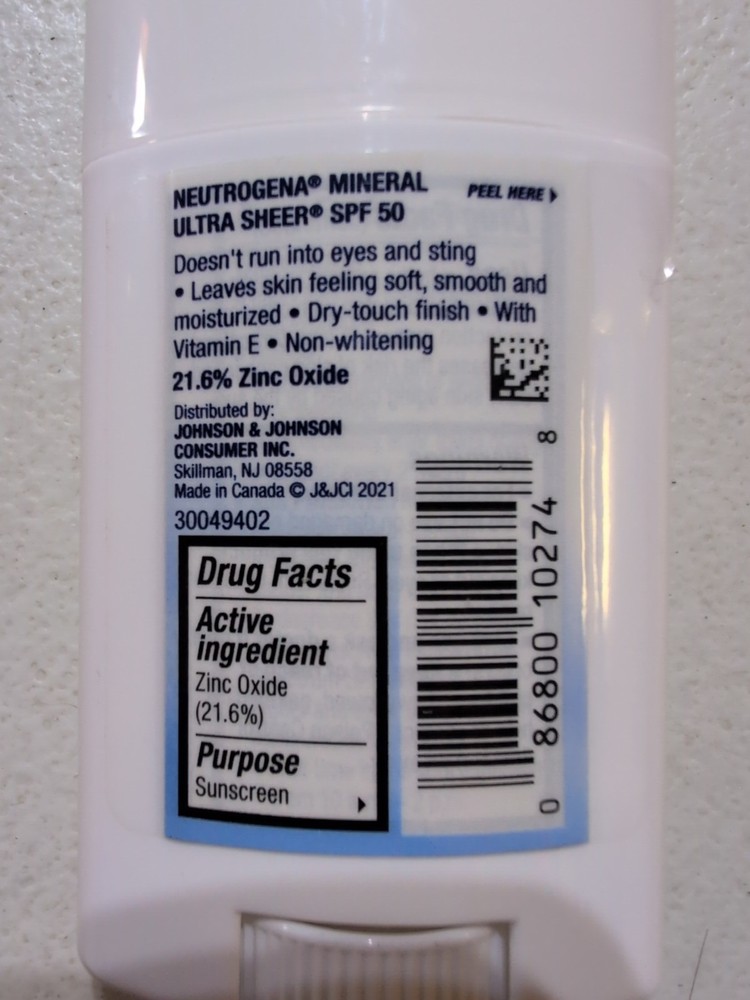 NEUTROGENA® MINERAL
ULTRA SHEER® SPF 50
PEEL HERE
Doesn't run into eyes and sting
• Leaves skin feeling soft, smooth and
moisturized • Dry-touch finish • With
Vitamin E • Non-whitening
21.6% Zinc Oxide
Distributed by:
JOHNSON & JOHNSON
CONSUMER INC.
Skillman, NJ 08558
Made in Canada © J&JCI 2021
30049402
Drug Facts
Active
ingredient
Zinc Oxide
(21.6%)
Purpose
Sunscreen
0 86800 10274 8